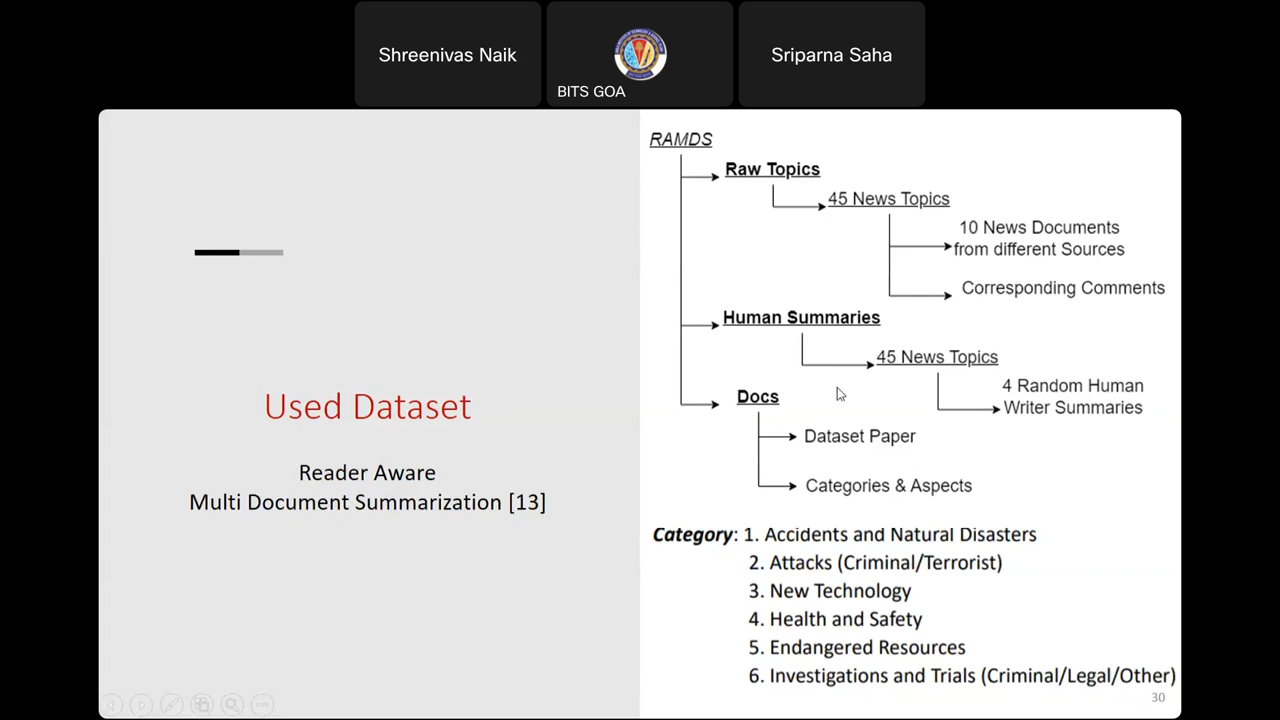 Shreenivas Naik
BITS GOA
Sriparna Saha
Used Dataset
Reader Aware
Multi Document Summarization [13]
RAMDS
Raw Topics
45 News Topics
10 News Documents
from different Sources
Corresponding Comments
Human Summaries
45 News Topics
4 Random Human
Writer Summaries
Docs
Dataset Paper
Categories & Aspects
Category: 1. Accidents and Natural Disasters
2. Attacks (Criminal/Terrorist)
3. New Technology
4. Health and Safety
5. Endangered Resources
6. Investigations and Trials (Criminal/Legal/Other)
30